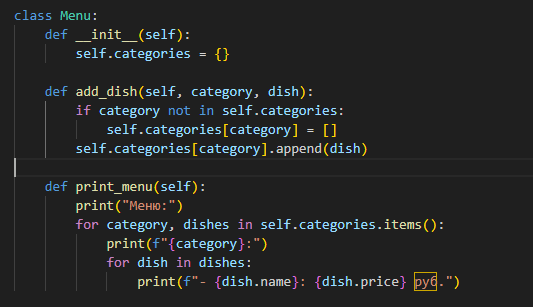 class Menu:
    def __init__(self):
        self.categories = {}

    def add_dish(self, category, dish):
        if category not in self.categories:
            self.categories[category] = []
        self.categories[category].append(dish)

    def print_menu(self):
        print("Меню:")
        for category, dishes in self.categories.items():
            print(f"{category}:")
            for dish in dishes:
                print(f"- {dish.name}: {dish.price} руб.")